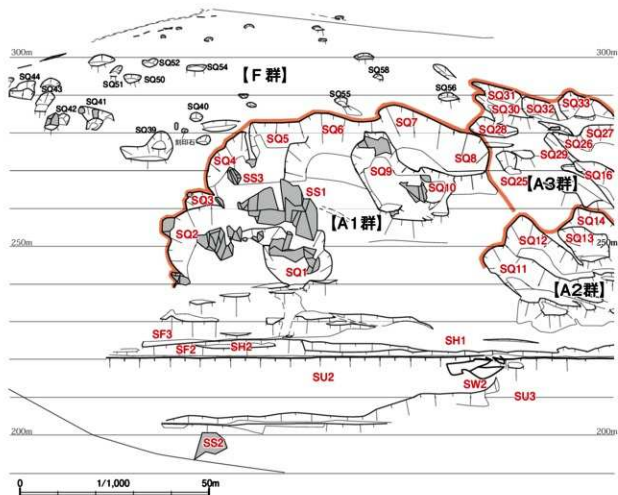 300m 300m
SQ44
SQ43
SQ42
SQ41
SQ52
SQ51
SQ50
SQ54
【F群】
SQ58
SQ55
SQ56
SQ40
SQ39
刻印石
SQ31
SQ30
SQ32
SQ33
SQ28
SQ27
SQ26
SQ29
SQ25
SQ16
【A3群】
SQ4
SQ5
SQ6
SQ7
SQ8
SQ9
SQ10
SS3
SS1
SQ3
SQ2
SQ1
【A1群】
SQ14
SQ13
SQ12
SQ11
250m 250m
【A2群】
SF3
SF2
SH2
SH1
SU2
SW2
SU3
SS2
200m 200m
0 1/1,000 50m